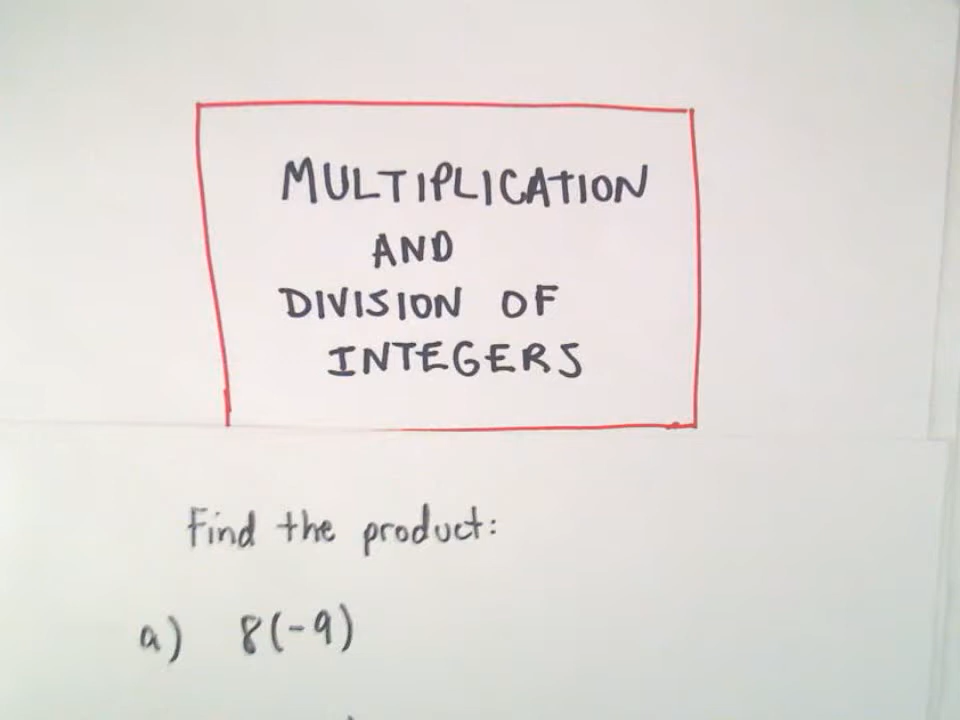 MULTIPLICATION
AND
DIVISION OF
INTEGERS
Find the product:
a) 8(-9)